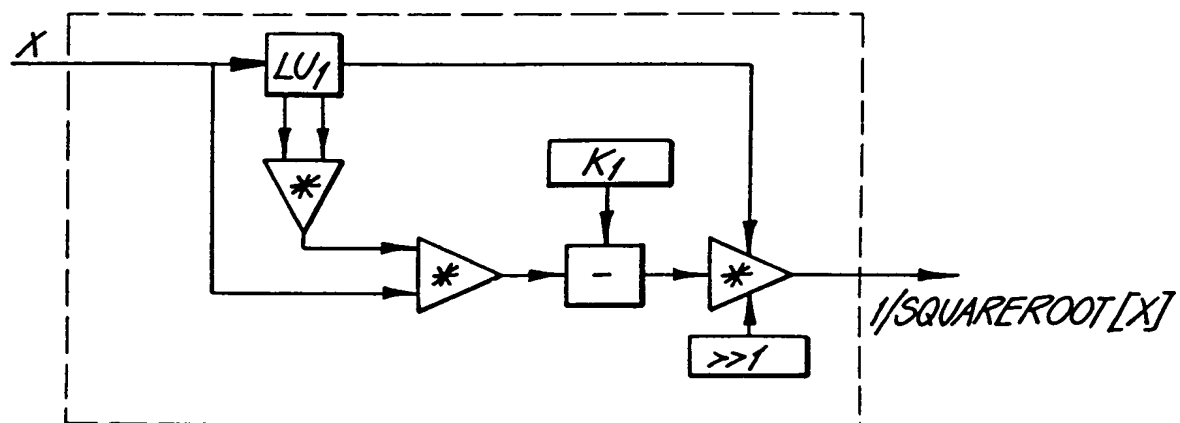 X
LU1
*
K1
*
-
*
>>1
1/SQUAREROOT[X]